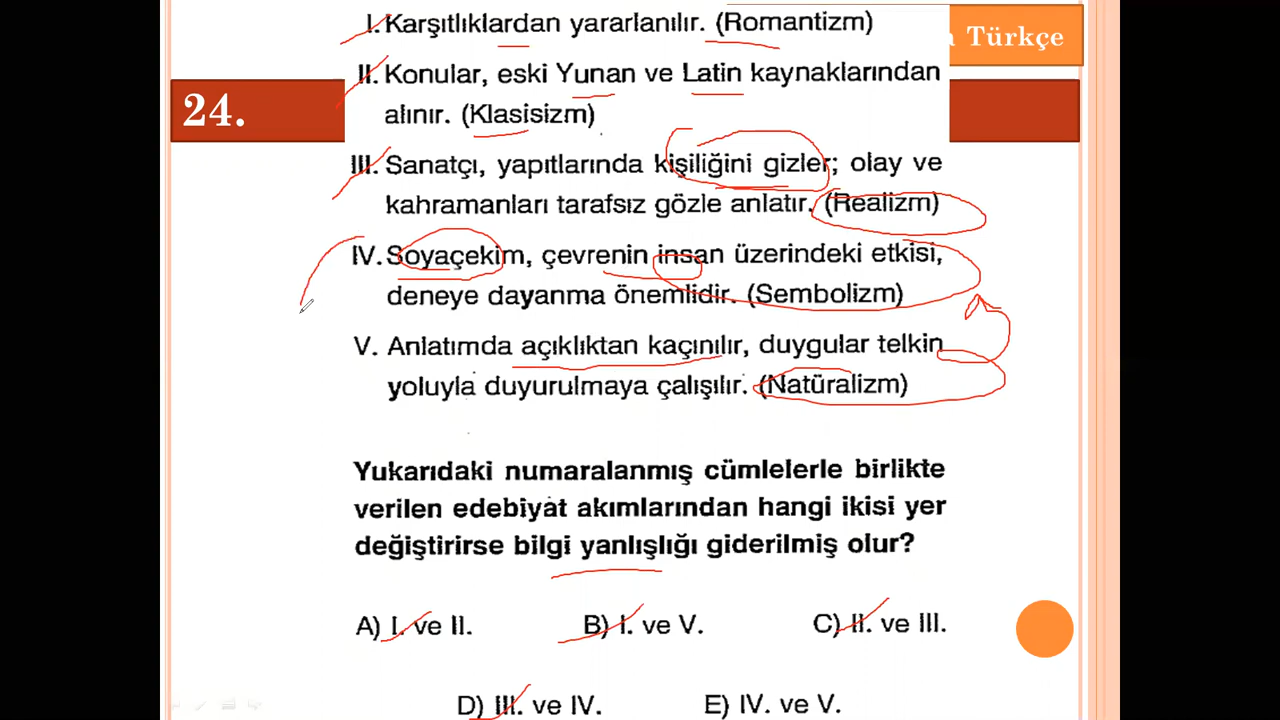 I. Karşıtlıklardan yararlanılır. (Romantizm)
Türkçe
II. Konular, eski Yunan ve Latin kaynaklarından
24.
alınır. (Klasisizm)
III. Sanatçı, yapıtlarında kişiliğini gizler; olay ve
kahramanları tarafsız gözle anlatır. (Realizm)
IV. Soyaçekim, çevrenin insan üzerindeki etkisi,
deneye dayanma önemlidir. (Sembolizm)
V. Anlatımda açıklıktan kaçınılır, duygular telkin
yoluyla duyurulmaya çalışılır. (Natüralizm)
Yukarıdaki numaralanmış cümlelerle birlikte
verilen edebiyat akımlarından hangi ikisi yer
değiştirirse bilgi yanlışlığı giderilmiş olur?
A) I. ve II. B) I. ve V. C) II. ve III.
D) III. ve IV. E) IV. ve V.